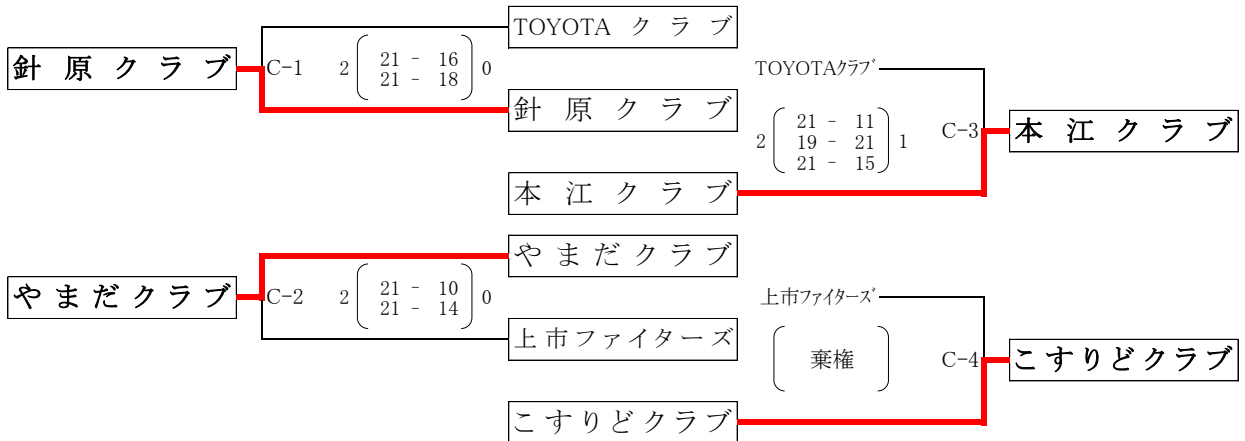 TOYOTA クラブ
針原クラブ
C-1
2
21 - 16
21 - 18
0
針原クラブ
TOYOTAクラブ
2
21 - 11
19 - 21
21 - 15
1
C-3
本江クラブ
本江クラブ
やまだクラブ
やまだクラブ
C-2
2
21 - 10
21 - 14
0
上市ファイターズ
上市ファイターズ
棄権
C-4
こすりどクラブ
こすりどクラブ